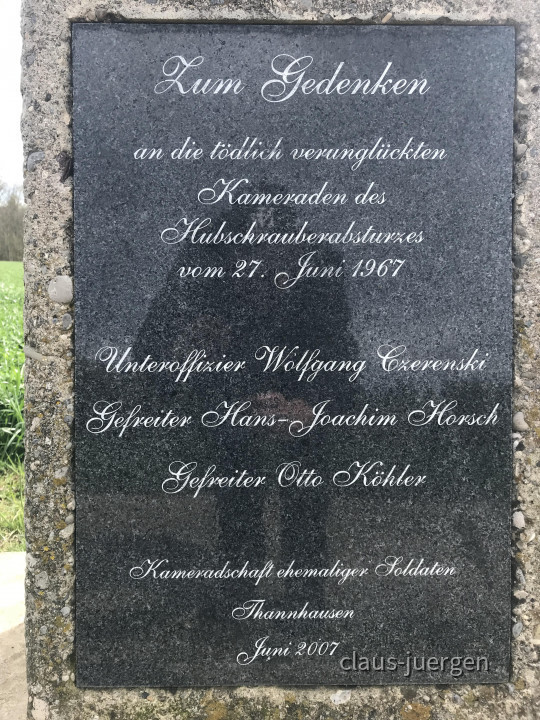 Zum Gedenken
an die tödlich verunglückten
Kameraden des
Hubschrauberabsturzes
vom 27. Juni 1967
Unteroffizier Wolfgang Czerenski
Gefreiter Hans-Joachim Horsch
Gefreiter Otto Köhler
Kameradschaft ehemaliger Soldaten
Thannhausen
Juni 2007
claus-juergen